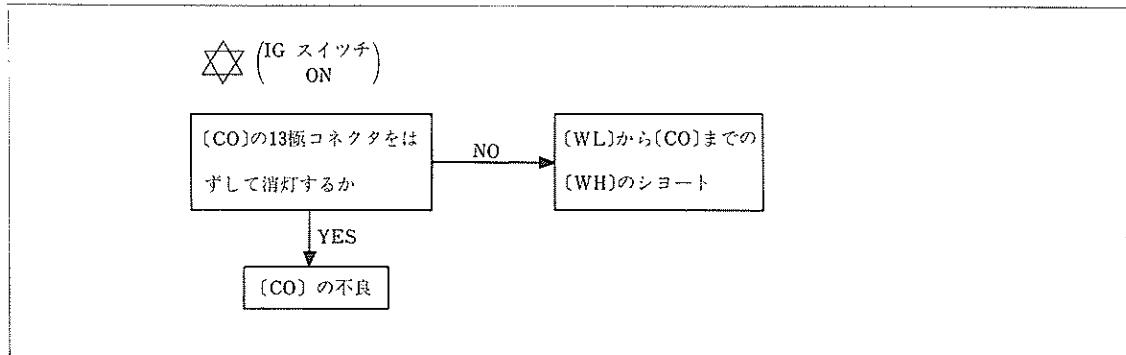 (IG スイツチ
ON)
〔CO〕の13極コネクタをは
ずして消灯するか
NO
〔WL〕から〔CO〕までの
〔WH〕のシヨート
YES
〔CO〕の不良